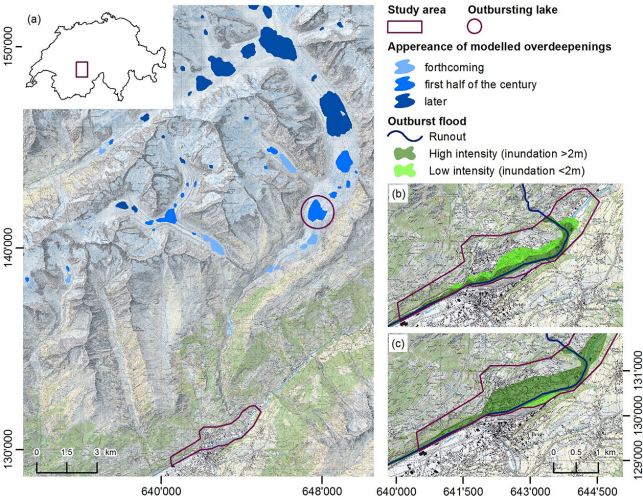 (a)
150'000
140'000
130'000
0 1.5 3 km
640'000
648'000
Study area
Outbursting lake
Appereance of modelled overdeepenings
forthcoming
first half of the century
later
Outburst flood
Runout
High intensity (inundation >2m)
Low intensity (inundation <2m)
(b)
(c)
0 0.5 1 km
131'000
130'000
129'000
640'000
641'500
643'000
644'500